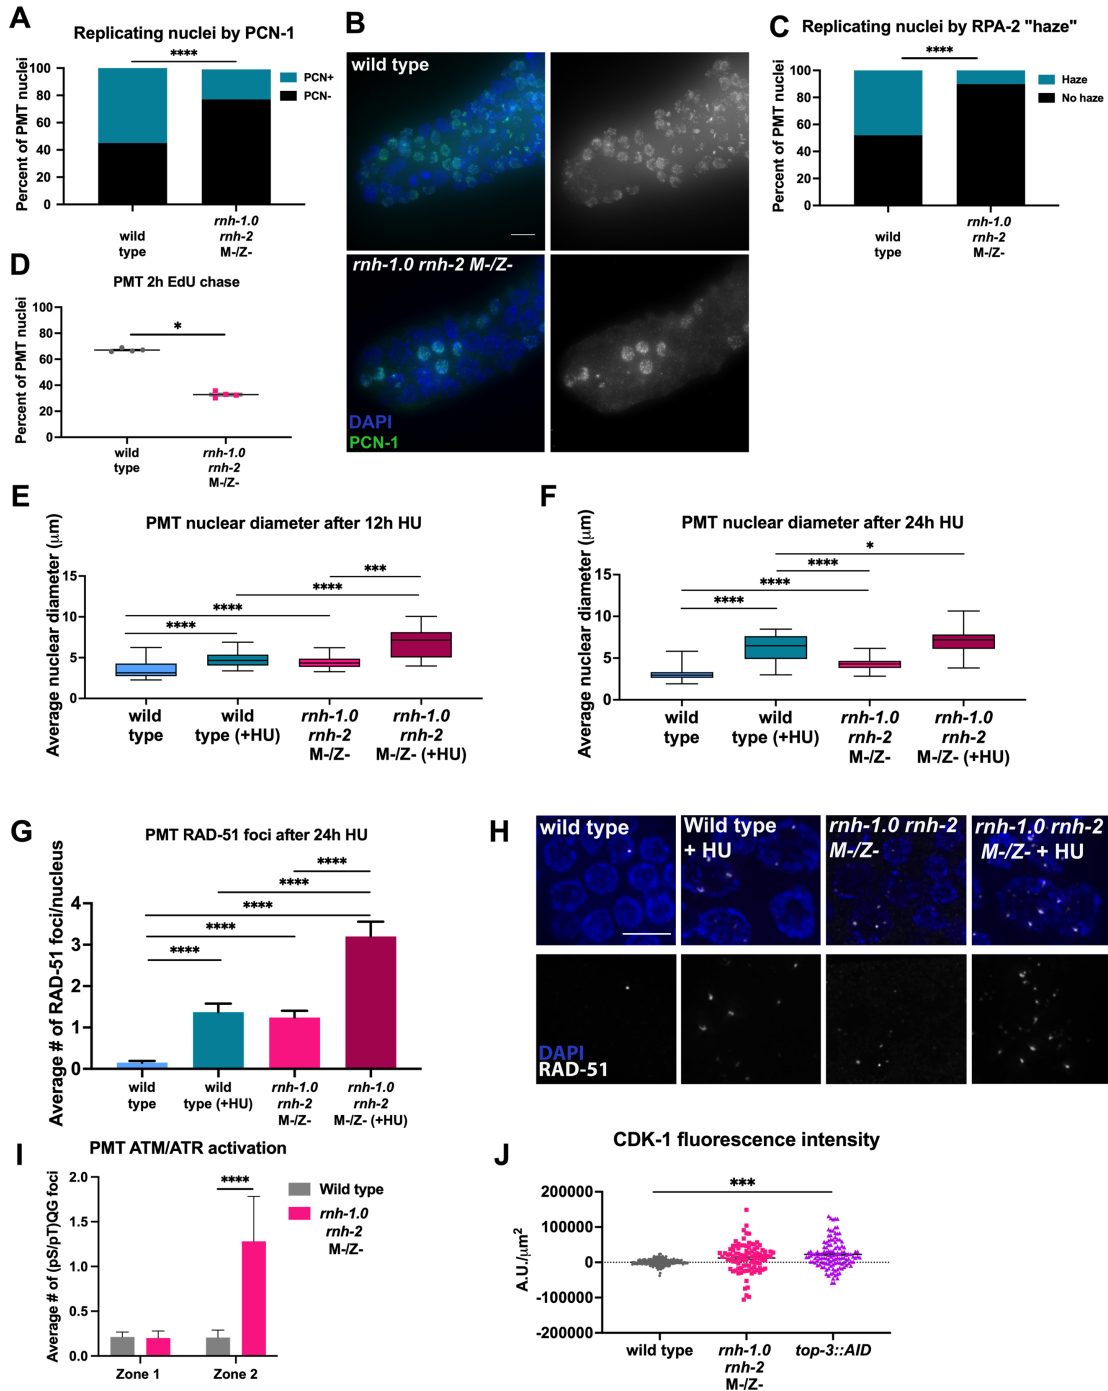 A
Replicating nuclei by PCN-1
****
Percent of PMT nuclei
100
80
60
40
20
0
PCN+
PCN-
wild
type
rnh-1.0
rnh-2
M-/Z-
B
wild type
rnh-1.0 rnh-2 M-/Z-
DAPI
PCN-1
C
Replicating nuclei by RPA-2 "haze"
****
Percent of PMT nuclei
100
80
60
40
20
0
Haze
No haze
wild
type
rnh-1.0
rnh-2
M-/Z-
D
PMT 2h EdU chase
Percent of PMT nuclei
100
80
60
40
20
0
*
wild
type
rnh-1.0
rnh-2
M-/Z-
E
PMT nuclear diameter after 12h HU
Average nuclear diameter (μm)
15
10
5
0
***
****
****
****
wild
type
wild
type (+HU)
rnh-1.0
rnh-2
M-/Z-
rnh-1.0
rnh-2
M-/Z- (+HU)
F
PMT nuclear diameter after 24h HU
Average nuclear diameter (μm)
15
10
5
0
*
****
****
****
wild
type
wild
type (+HU)
rnh-1.0
rnh-2
M-/Z-
rnh-1.0
rnh-2
M-/Z- (+HU)
G
PMT RAD-51 foci after 24h HU
Average # of RAD-51 foci/nucleus
4
3
2
1
0
****
****
****
****
****
wild
type
wild
type (+HU)
rnh-1.0
rnh-2
M-/Z-
rnh-1.0
rnh-2
M-/Z- (+HU)
H
wild type
Wild type
+ HU
rnh-1.0 rnh-2
M-/Z-
rnh-1.0 rnh-2
M-/Z- + HU
DAPI
RAD-51
I
PMT ATM/ATR activation
Average # of (pS/pT)QG foci
2.0
1.5
1.0
0.5
0.0
****
Wild type
rnh-1.0
rnh-2
M-/Z-
Zone 1
Zone 2
J
CDK-1 fluorescence intensity
A.U./μm2
200000
100000
0
-100000
-200000
***
wild type
rnh-1.0
rnh-2
M-/Z-
top-3::AID